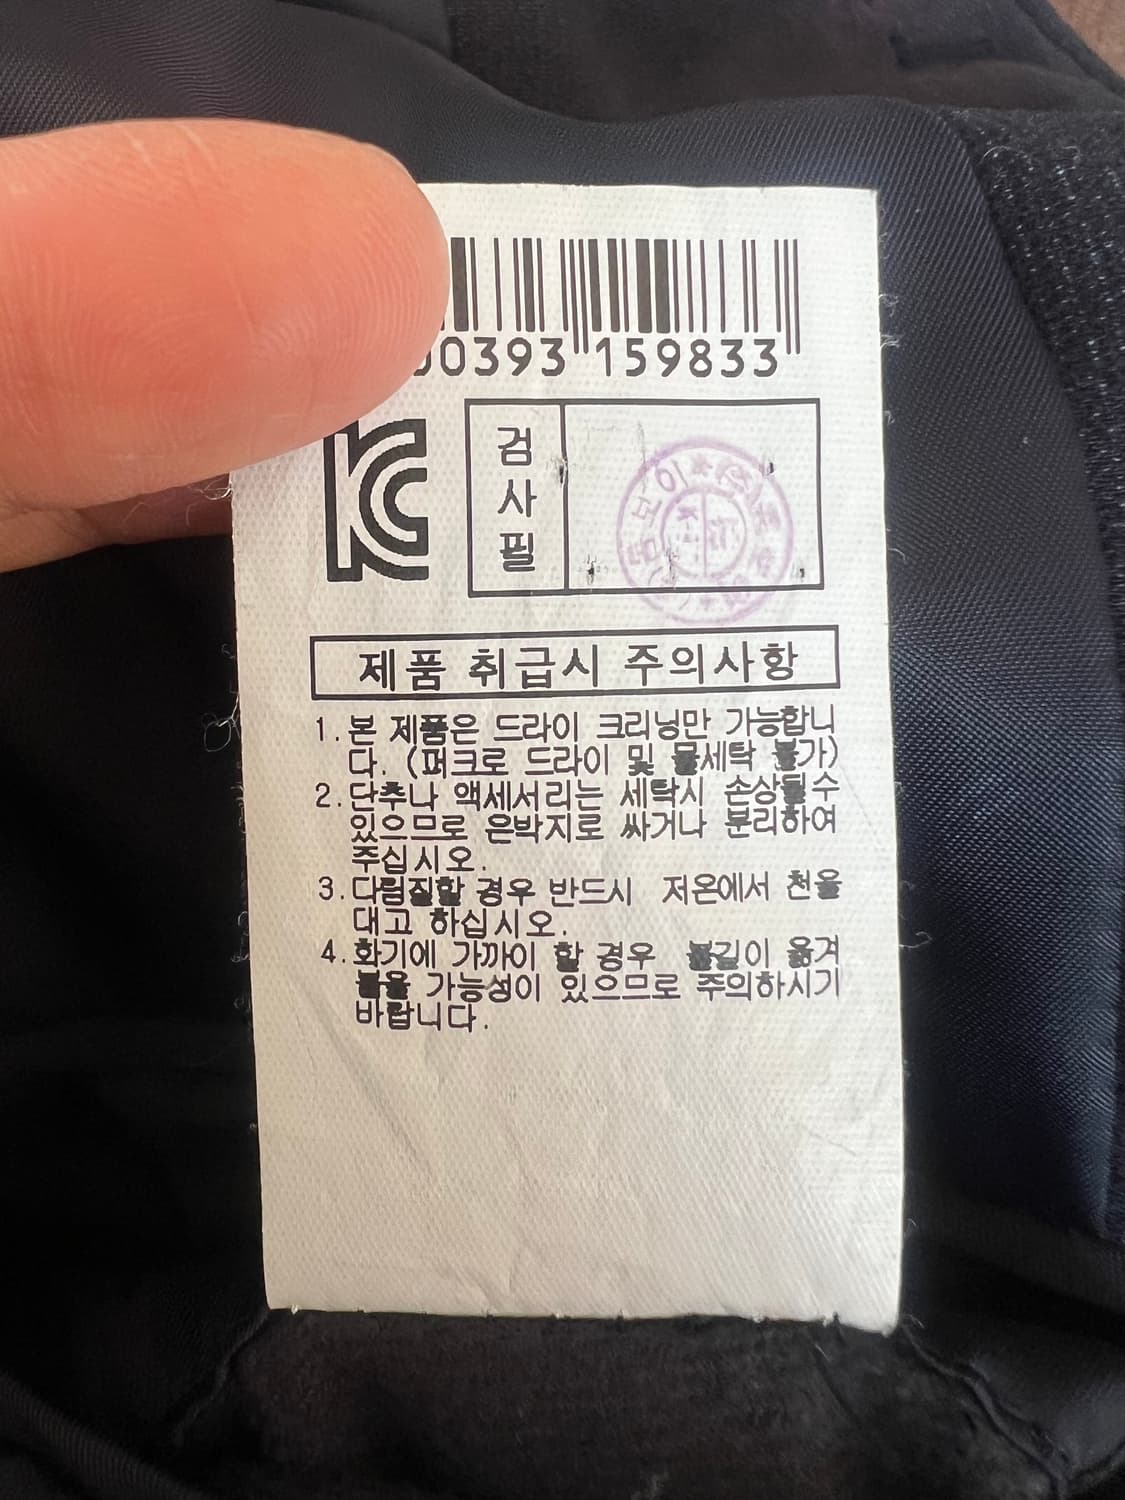 00393 159833
KC
검
사
필
제품 취급시 주의사항
1. 본 제품은 드라이 크리닝만 가능합니
다. (퍼크로 드라이 및 물세탁 불가)
2. 단추나 액세서리는 세탁시 손상될수
있으므로 은박지로 싸거나 분리하여
주십시오.
3. 다림질할 경우 반드시 저온에서 천을
대고 하십시오.
4. 화기에 가까이 할 경우 불길이 옮겨
붙을 가능성이 있으므로 주의하시기
바랍니다.